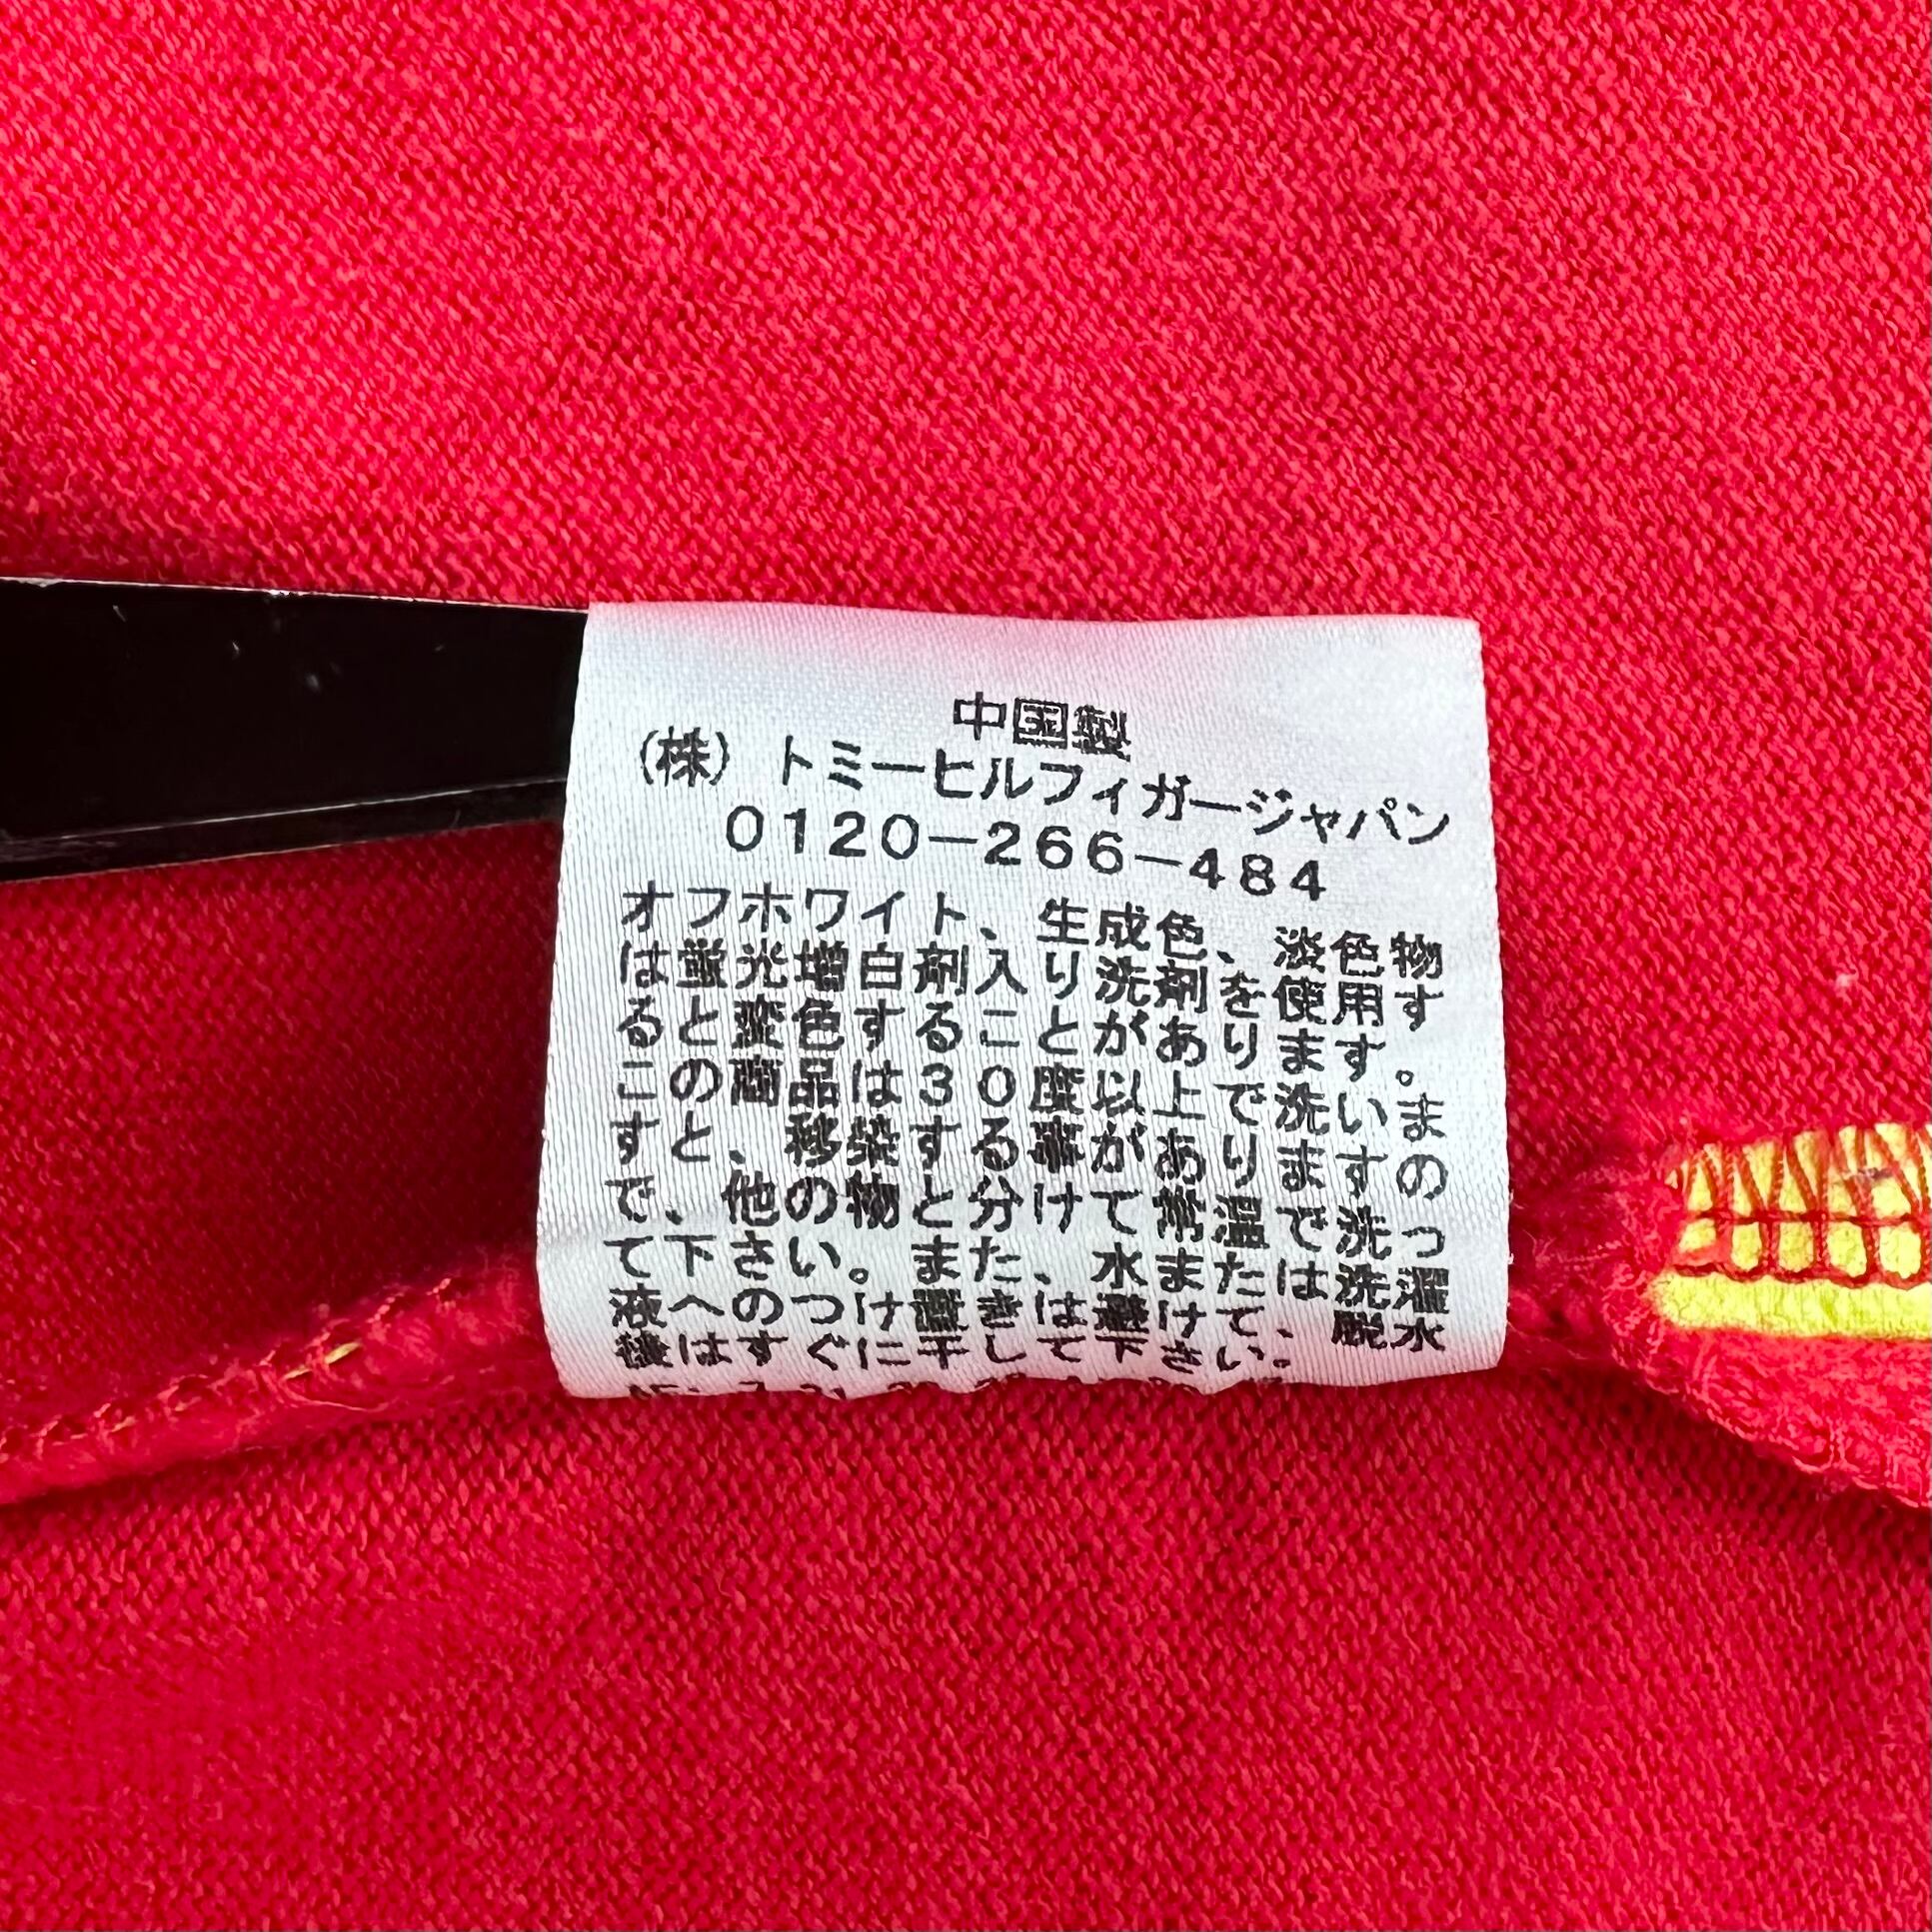 中国製
(株) トミーヒルフィガージャパン
0120-266-484
オフホワイト、生成色、淡色物
は蛍光増白剤入り洗剤を使用す
ると変色することがあります。
この商品は30度以上で洗いま
すと、移染する事がありますの
で、他の物と分けて常温で洗っ
て下さい。また、水または洗濯
液へのつけ置きは避けて、脱水
後はすぐに干して下さい。